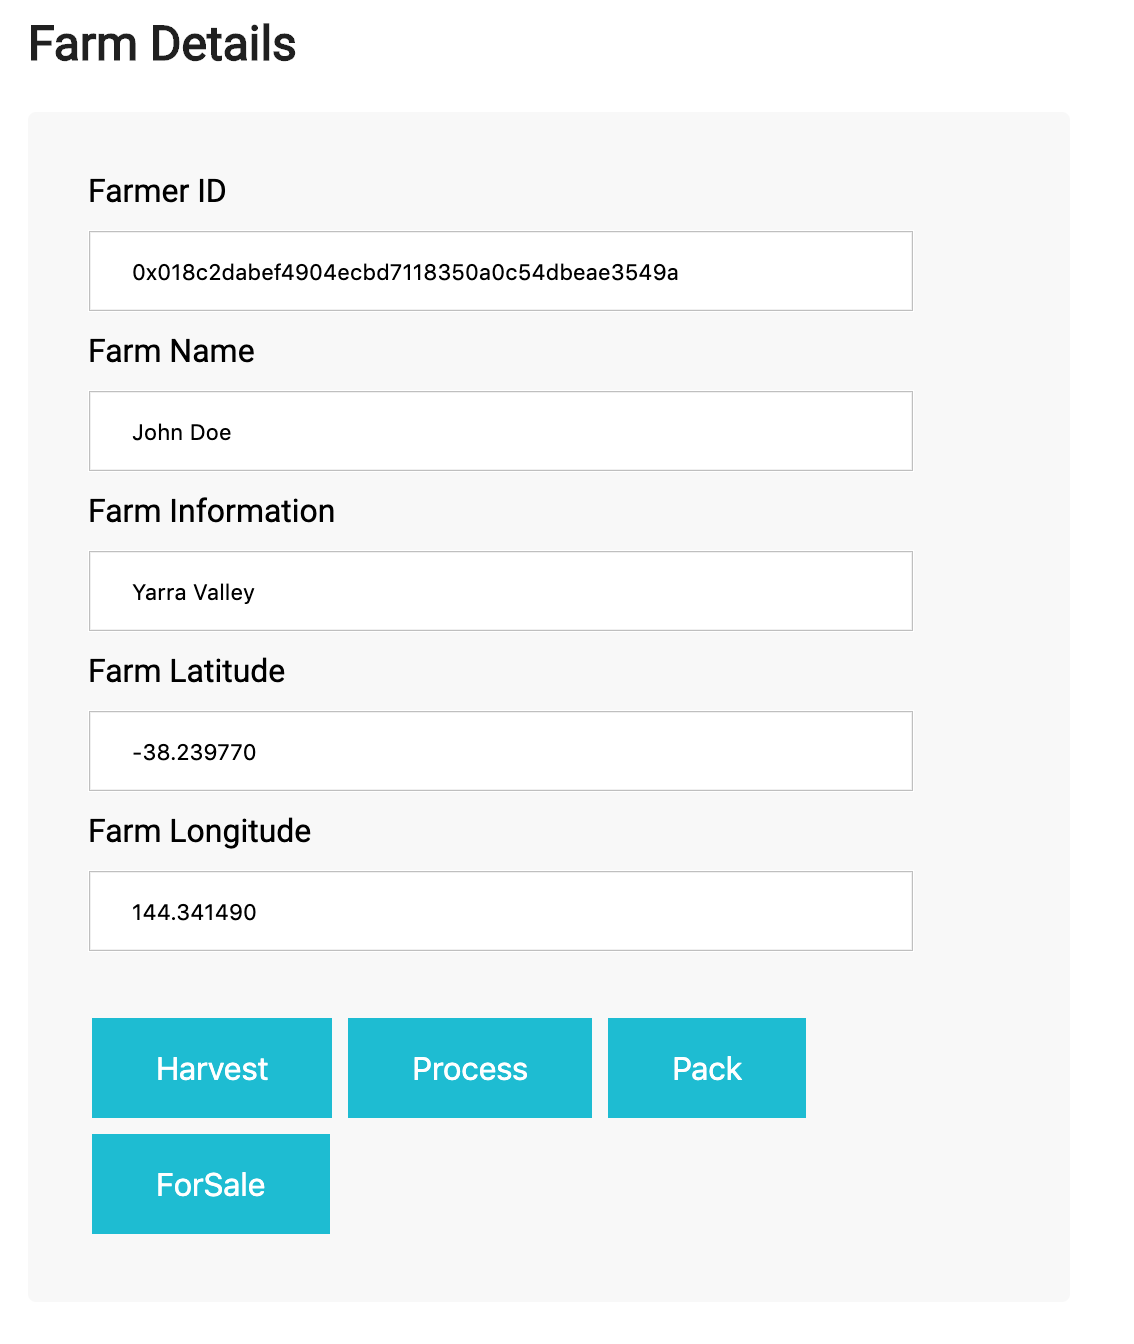 Farm Details
Farmer ID
0x018c2dabef4904ecbd7118350a0c54dbeae3549a
Farm Name
John Doe
Farm Information
Yarra Valley
Farm Latitude
-38.239770
Farm Longitude
144.341490
Harvest Process Pack
ForSale